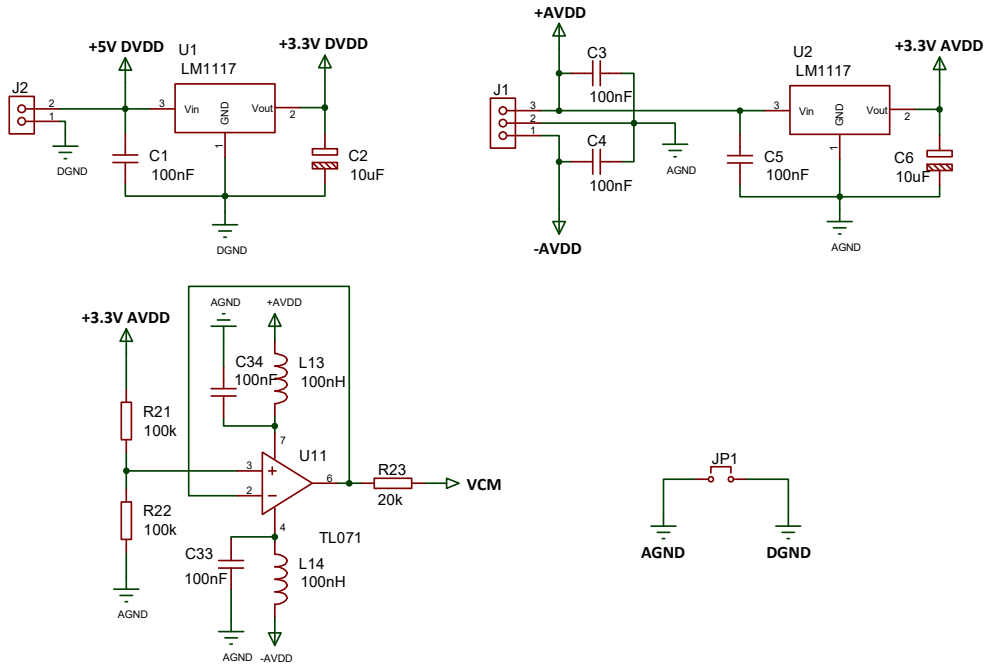 +5V DVDD
U1
LM1117
+3.3V DVDD
J2
2
1
3
Vin
GND
Vout
2
1
DGND
C1
100nF
C2
10uF
DGND
+AVDD
C3
100nF
J1
3
2
1
C4
100nF
AGND
-AVDD
U2
LM1117
+3.3V AVDD
3
Vin
GND
Vout
2
1
C5
100nF
C6
10uF
AGND
+3.3V AVDD
R21
100k
R22
100k
AGND
AGND
+AVDD
C34
100nF
L13
100nH
7
U11
3
+
2
−
6
4
TL071
R23
20k
VCM
C33
100nF
L14
100nH
AGND
-AVDD
JP1
AGND
DGND